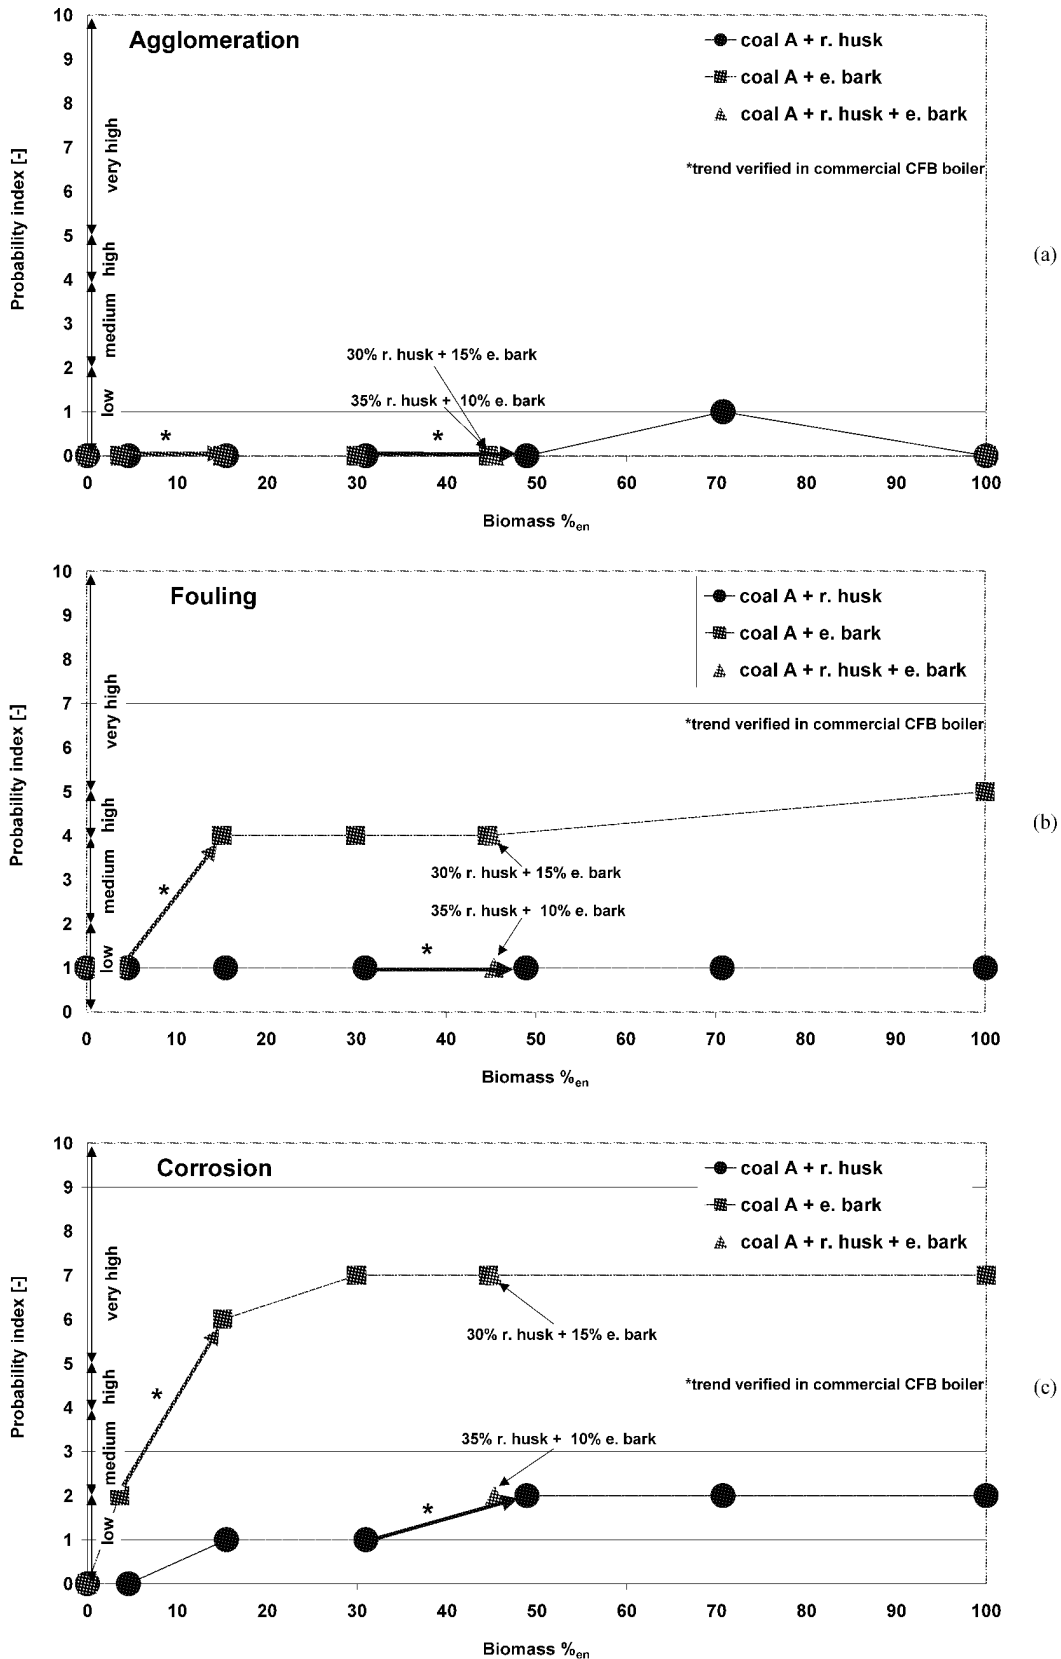 Agglomeration
coal A + r. husk
coal A + e. bark
coal A + r. husk + e. bark
*trend verified in commercial CFB boiler
Probability index [-]
10
9
8
7
6
5
4
3
2
1
0
very high
high
medium
low
30% r. husk + 15% e. bark
35% r. husk + 10% e. bark
*
*
0 10 20 30 40 50 60 70 80 90 100
Biomass %en
(a)
Fouling
coal A + r. husk
coal A + e. bark
coal A + r. husk + e. bark
*trend verified in commercial CFB boiler
Probability index [-]
10
9
8
7
6
5
4
3
2
1
0
very high
high
medium
low
30% r. husk + 15% e. bark
35% r. husk + 10% e. bark
*
*
0 10 20 30 40 50 60 70 80 90 100
Biomass %en
(b)
Corrosion
coal A + r. husk
coal A + e. bark
coal A + r. husk + e. bark
Probability index [-]
10
9
8
7
6
5
4
3
2
1
0
very high
high
medium
low
30% r. husk + 15% e. bark
*trend verified in commercial CFB boiler
35% r. husk + 10% e. bark
*
*
0 10 20 30 40 50 60 70 80 90 100
Biomass %en
(c)